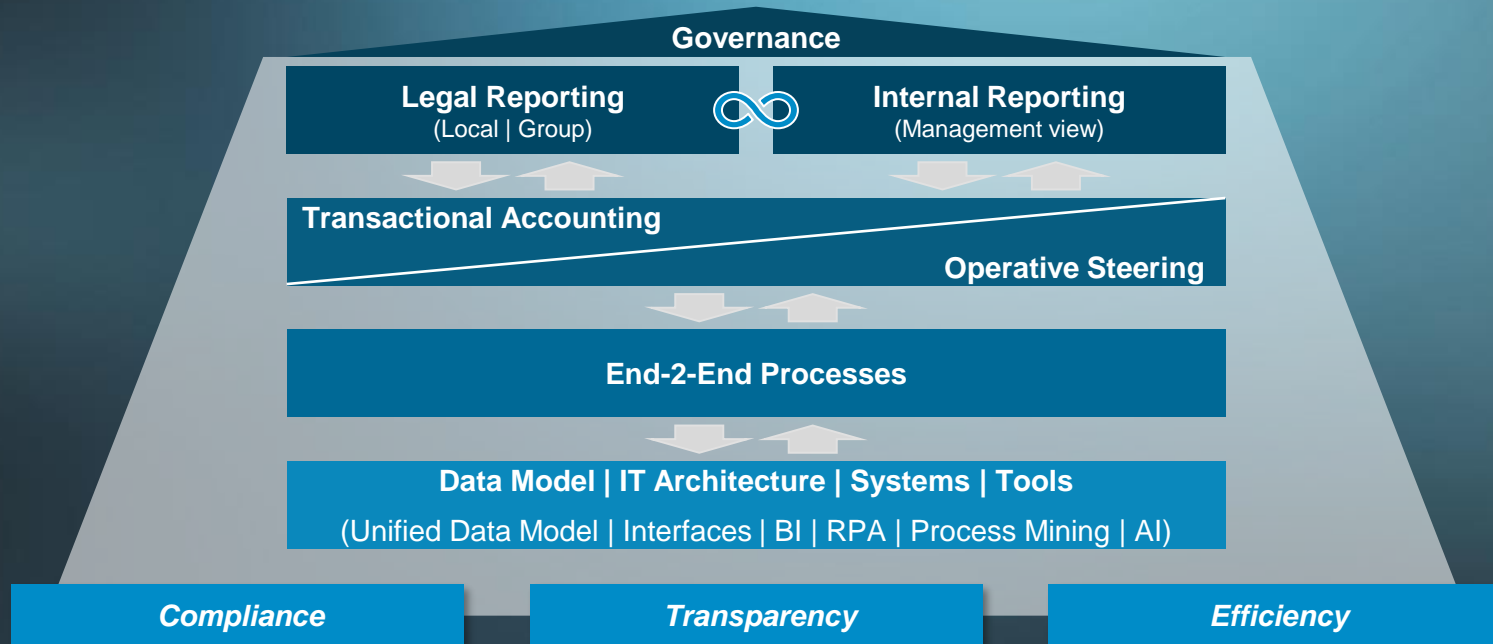 Governance
Legal Reporting
(Local | Group)
Internal Reporting
(Management view)
Transactional Accounting
Operative Steering
End-2-End Processes
Data Model | IT Architecture | Systems | Tools
(Unified Data Model | Interfaces | BI | RPA | Process Mining | AI)
Compliance
Transparency
Efficiency